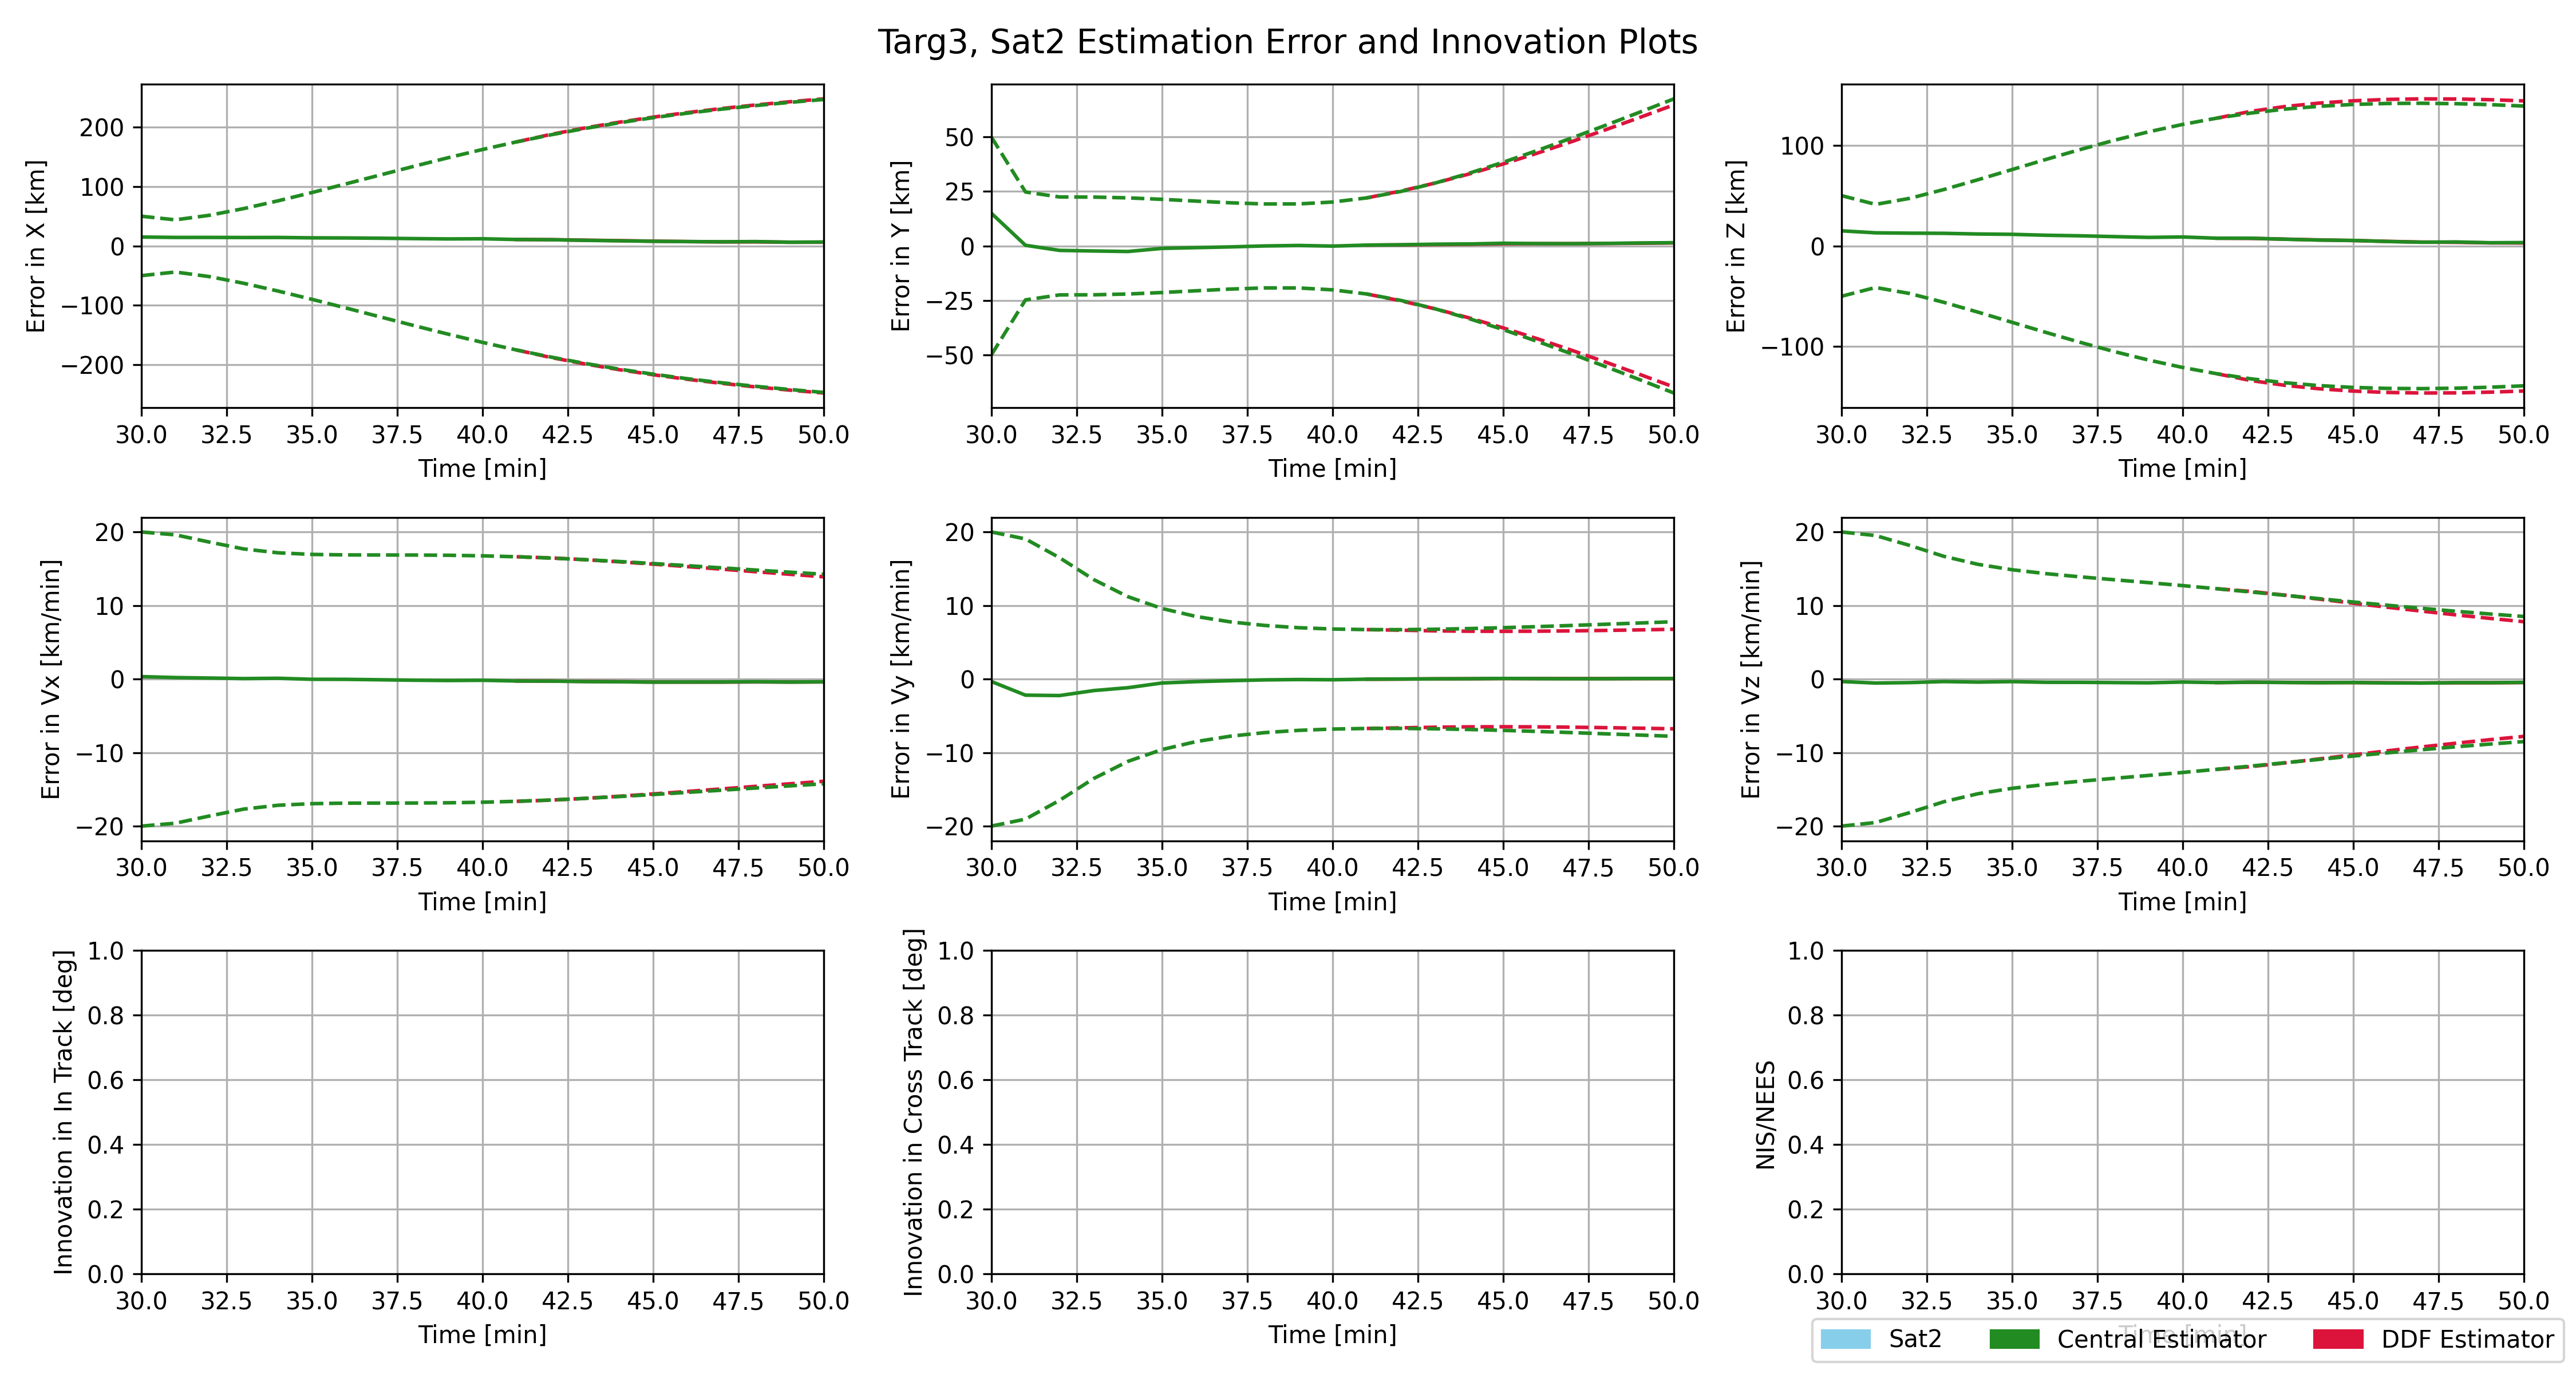 Targ3, Sat2 Estimation Error and Innovation Plots
Error in X [km]
200
100
0
−100
−200
30.0 32.5 35.0 37.5 40.0 42.5 45.0 47.5 50.0
Time [min]
Error in Y [km]
50
25
0
−25
−50
30.0 32.5 35.0 37.5 40.0 42.5 45.0 47.5 50.0
Time [min]
Error in Z [km]
100
0
−100
30.0 32.5 35.0 37.5 40.0 42.5 45.0 47.5 50.0
Time [min]
Error in Vx [km/min]
20
10
0
−10
−20
30.0 32.5 35.0 37.5 40.0 42.5 45.0 47.5 50.0
Time [min]
Error in Vy [km/min]
20
10
0
−10
−20
30.0 32.5 35.0 37.5 40.0 42.5 45.0 47.5 50.0
Time [min]
Error in Vz [km/min]
20
10
0
−10
−20
30.0 32.5 35.0 37.5 40.0 42.5 45.0 47.5 50.0
Time [min]
Innovation in In Track [deg]
1.0
0.8
0.6
0.4
0.2
0.0
30.0 32.5 35.0 37.5 40.0 42.5 45.0 47.5 50.0
Time [min]
Innovation in Cross Track [deg]
1.0
0.8
0.6
0.4
0.2
0.0
30.0 32.5 35.0 37.5 40.0 42.5 45.0 47.5 50.0
Time [min]
NIS/NEES
1.0
0.8
0.6
0.4
0.2
0.0
30.0 32.5 35.0 37.5 40.0 42.5 45.0 47.5 50.0
Time [min]
Sat2 Central Estimator DDF Estimator